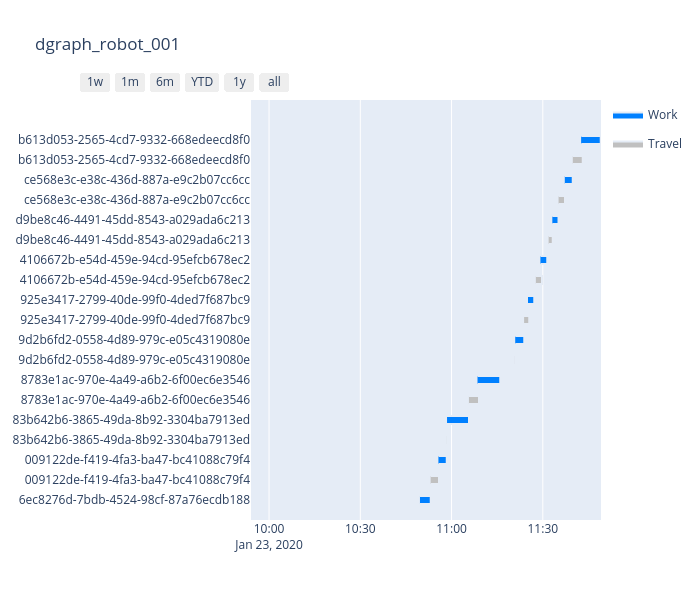 dgraph_robot_001
1w 1m 6m YTD 1y all
Work
Travel
b613d053-2565-4cd7-9332-668edeecd8f0
b613d053-2565-4cd7-9332-668edeecd8f0
ce568e3c-e38c-436d-887a-e9c2b07cc6cc
ce568e3c-e38c-436d-887a-e9c2b07cc6cc
d9be8c46-4491-45dd-8543-a029ada6c213
d9be8c46-4491-45dd-8543-a029ada6c213
4106672b-e54d-459e-94cd-95efcb678ec2
4106672b-e54d-459e-94cd-95efcb678ec2
925e3417-2799-40de-99f0-4ded7f687bc9
925e3417-2799-40de-99f0-4ded7f687bc9
9d2b6fd2-0558-4d89-979c-e05c4319080e
9d2b6fd2-0558-4d89-979c-e05c4319080e
8783e1ac-970e-4a49-a6b2-6f00ec6e3546
8783e1ac-970e-4a49-a6b2-6f00ec6e3546
83b642b6-3865-49da-8b92-3304ba7913ed
83b642b6-3865-49da-8b92-3304ba7913ed
009122de-f419-4fa3-ba47-bc41088c79f4
009122de-f419-4fa3-ba47-bc41088c79f4
6ec8276d-7bdb-4524-98cf-87a76ecdb188
10:00 10:30 11:00 11:30
Jan 23, 2020